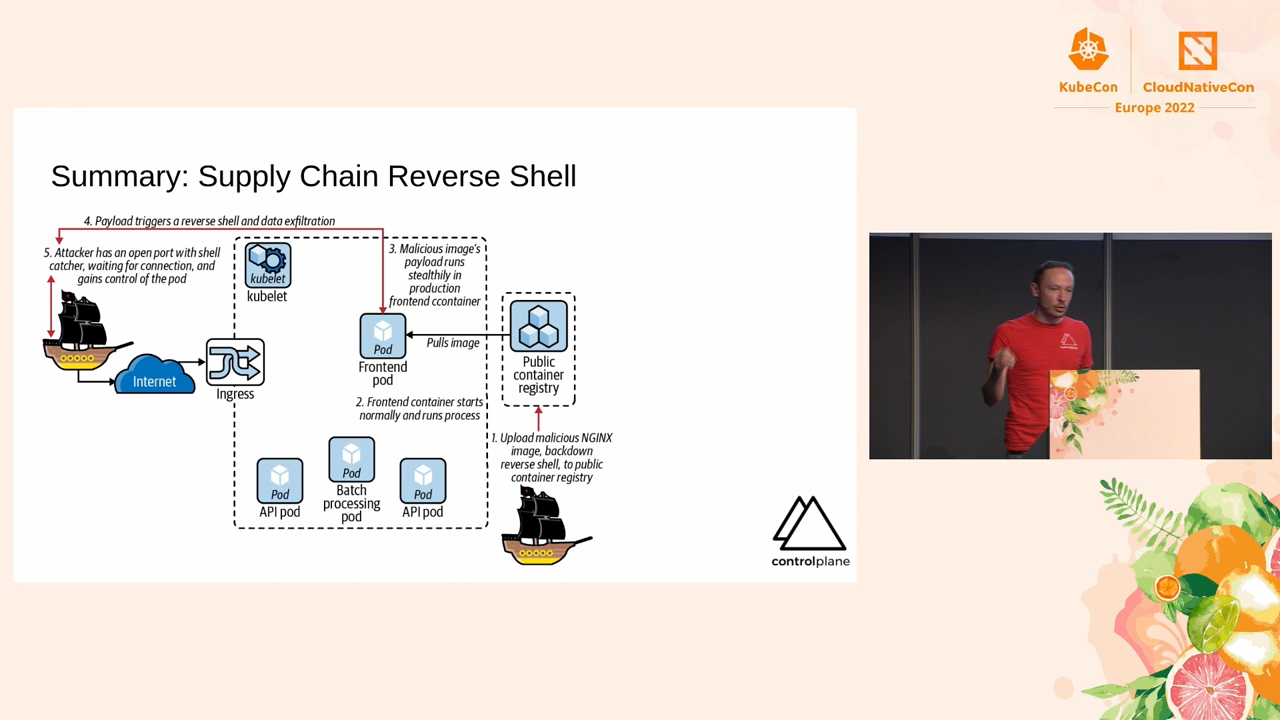 KubeCon
CloudNativeCon
Europe 2022
Summary: Supply Chain Reverse Shell
4. Payload triggers a reverse shell and data exfiltration
5. Attacker has an open port with shell
catcher, waiting for connection, and
gains control of the pod
kubelet
kubelet
3. Malicious image's
payload runs
stealthily in
production
frontend ccontainer
Pod
Frontend
pod
Pulls image
Public
container
registry
Internet
Ingress
2. Frontend container starts
normally and runs process
1. Upload malicious NGINX
image, backdown
reverse shell, to public
container registry
Pod
API pod
Pod
Batch
processing
pod
Pod
API pod
controlplane